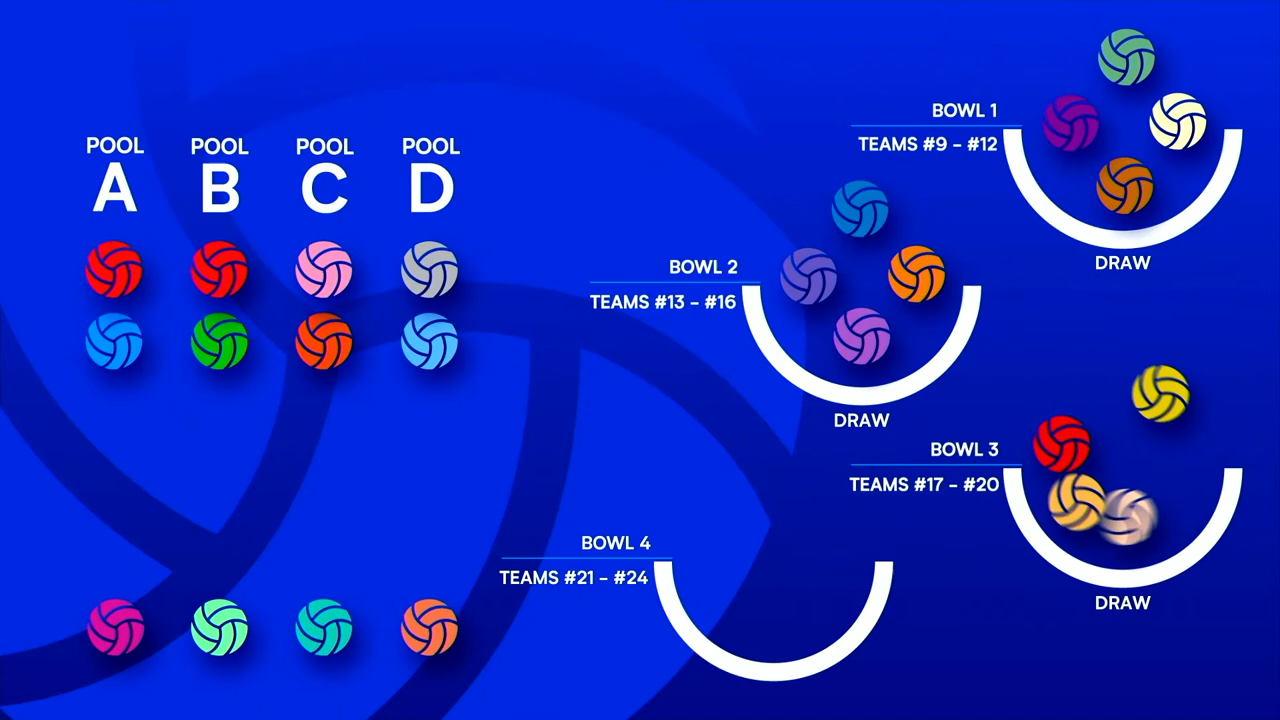 POOL
A
POOL
B
POOL
C
POOL
D
BOWL 1
TEAMS #9 – #12
DRAW
BOWL 2
TEAMS #13 – #16
DRAW
BOWL 3
TEAMS #17 – #20
DRAW
BOWL 4
TEAMS #21 – #24